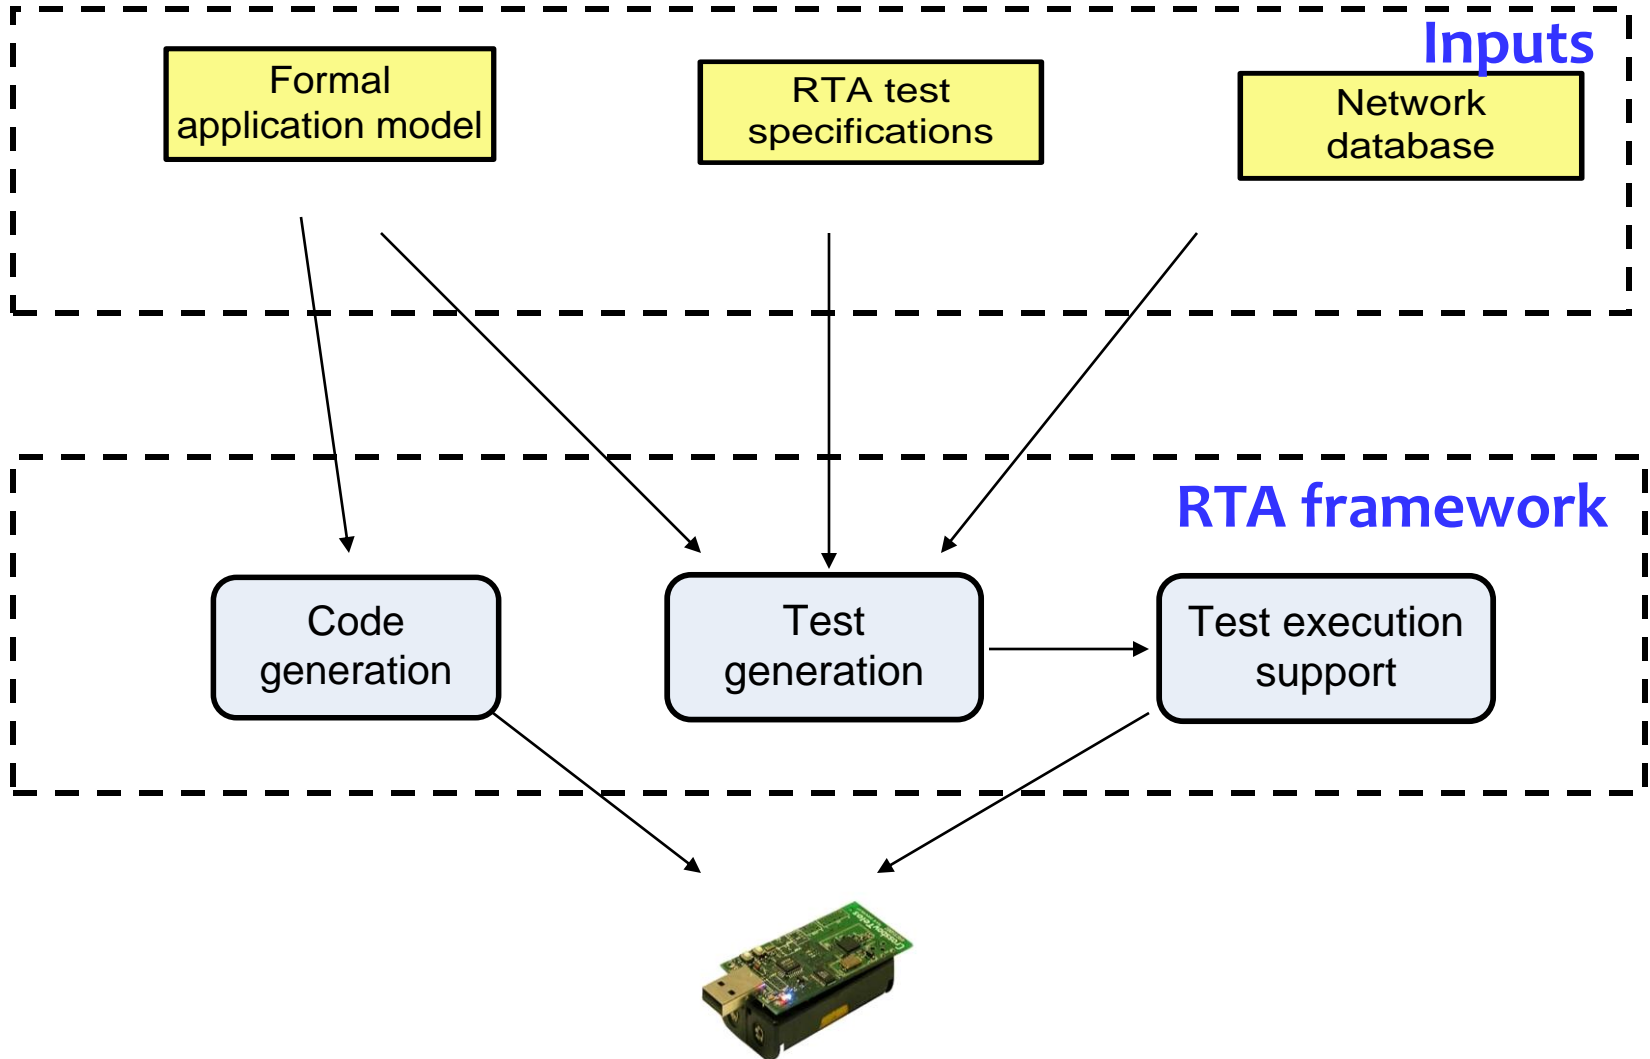 Inputs
Formal
application model
RTA test
specifications
Network
database
RTA framework
Code
generation
Test
generation
Test execution
support